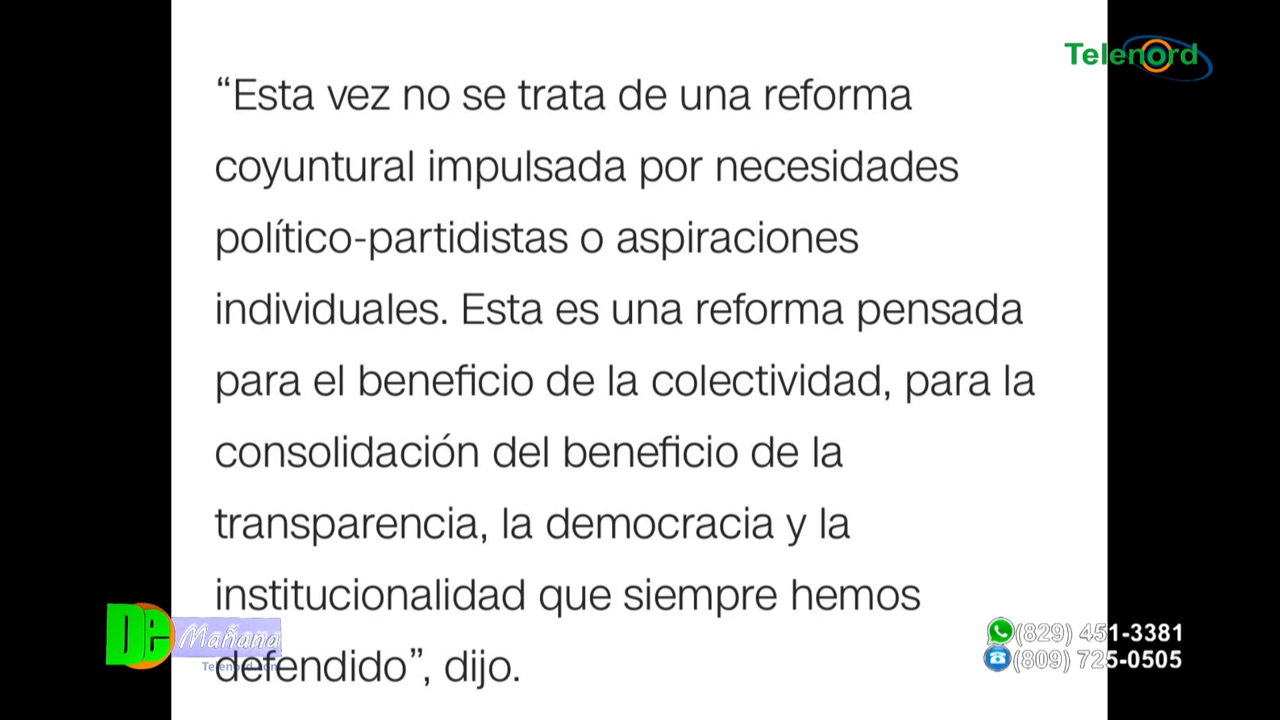 Telenord
“Esta vez no se trata de una reforma
coyuntural impulsada por necesidades
político-partidistas o aspiraciones
individuales. Esta es una reforma pensada
para el beneficio de la colectividad, para la
consolidación del beneficio de la
transparencia, la democracia y la
institucionalidad que siempre hemos
defendido”, dijo.
De
Mañana
(829) 451-3381
(809) 725-0505